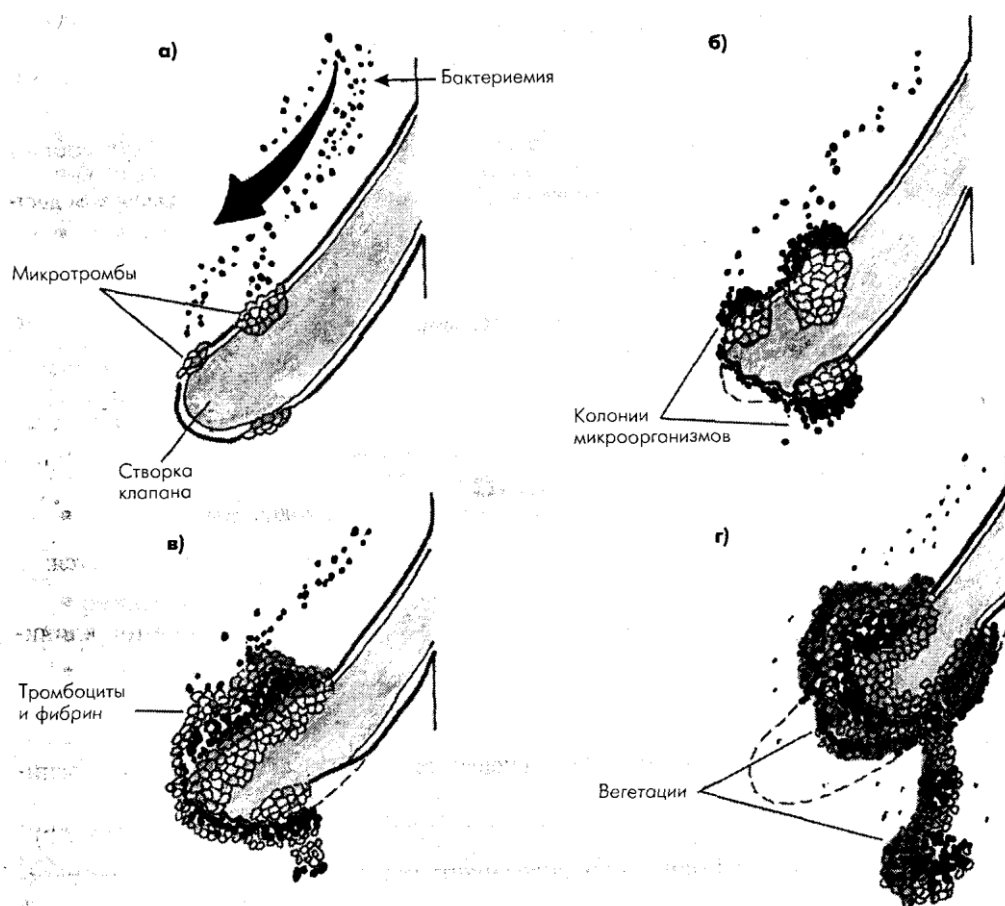 а)
Бактериемия
Микротромбы
Створка
клапана
б)
Колонии
микроорганизмов
в)
Тромбоциты
и фибрин
г)
Вегетации